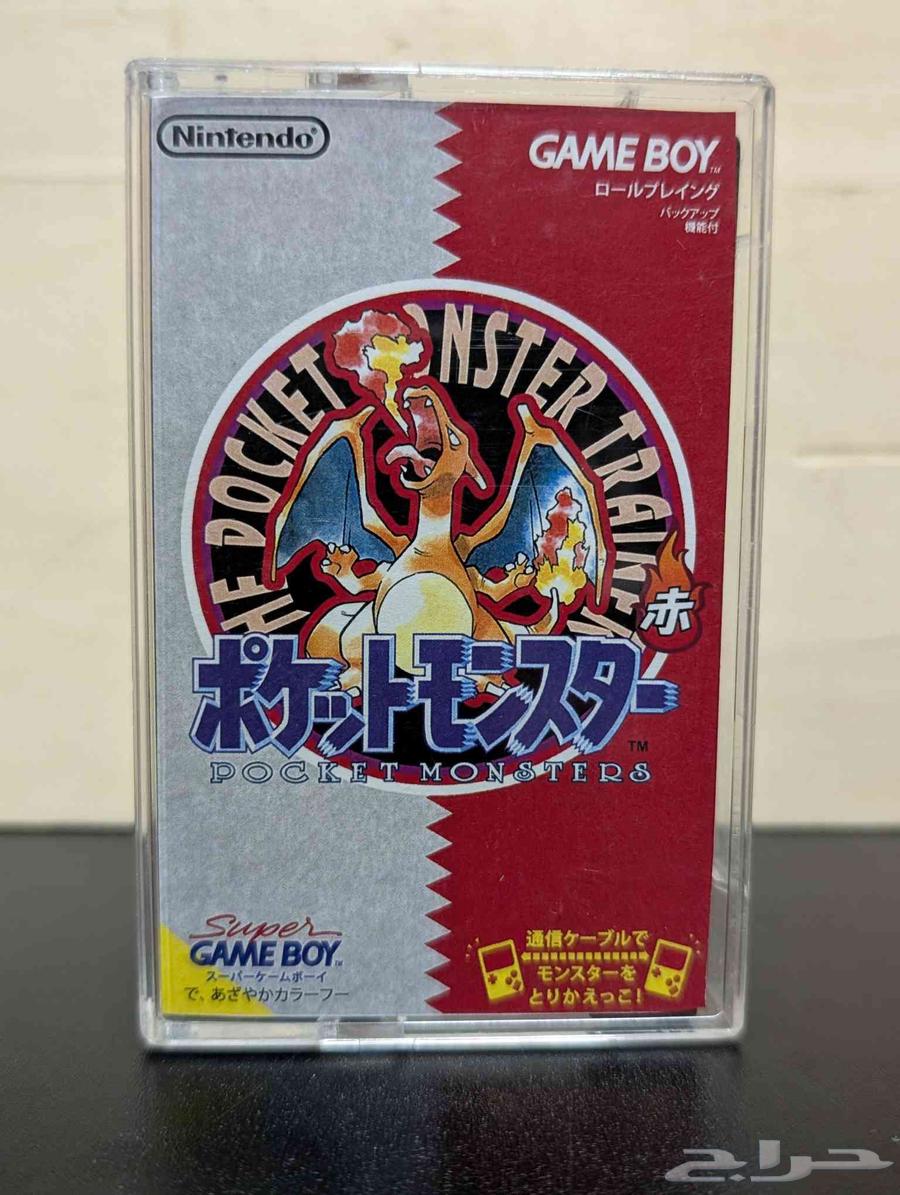 Nintendo®
GAME BOY™
ロールプレイング
バックアップ
機能付
THE POCKET MONSTER TRAINER
赤
ポケットモンスター™
POCKET MONSTERS
Super
GAME BOY™
スーパーゲームボーイ
で、あざやかカラーフー
通信ケーブルで
モンスターを
とりかえっこ!
حراج